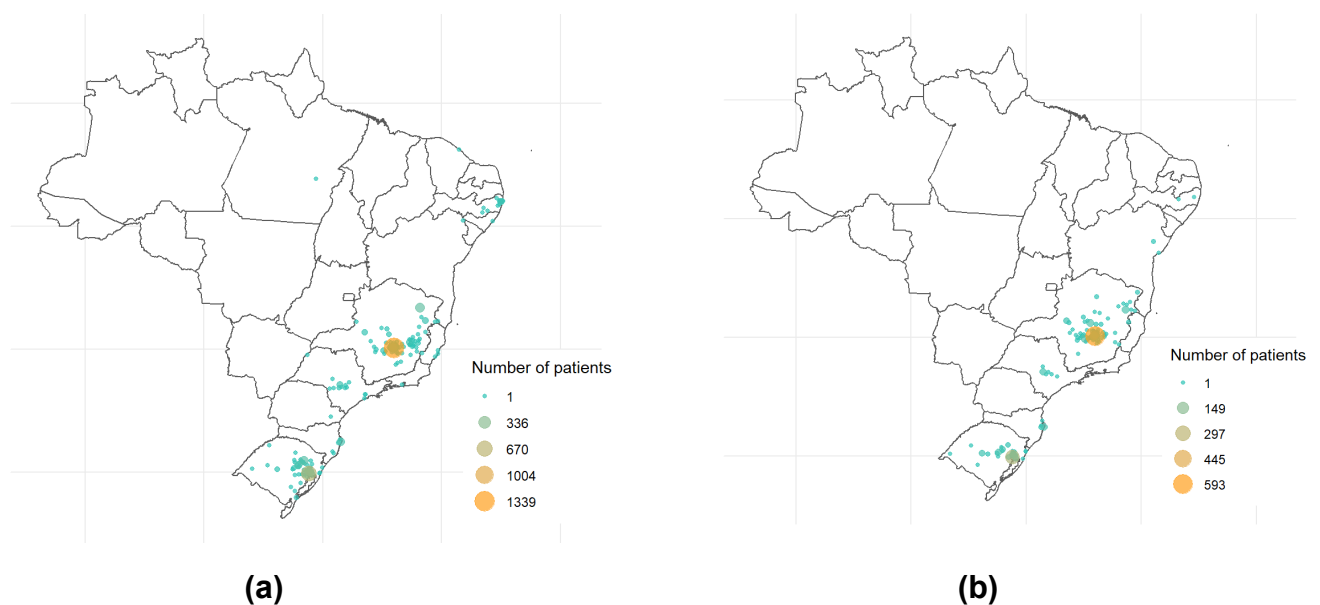 Number of patients
1
336
670
1004
1339
(a)
Number of patients
1
149
297
445
593
(b)